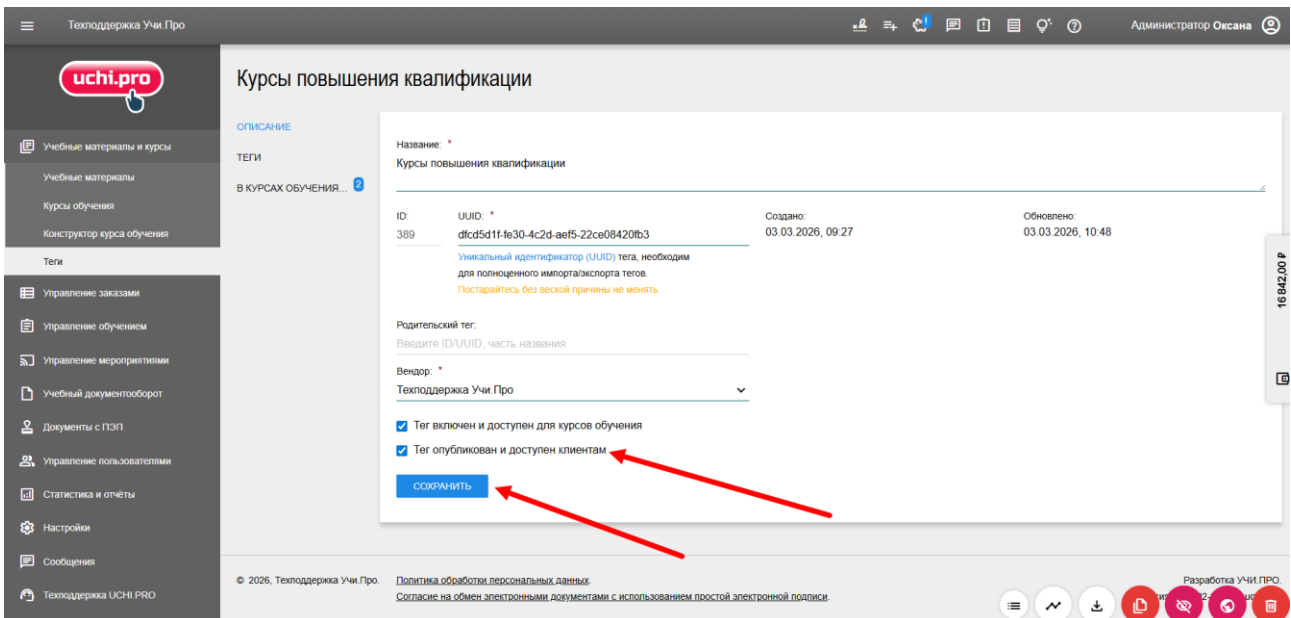 Техподдержка Учи.Про
Администратор Оксана
uchi.pro
Учебные материалы и курсы
Учебные материалы
Курсы обучения
Конструктор курса обучения
Теги
Управление заказами
Управление обучением
Управление мероприятиями
Учебный документооборот
Документы с ПЭП
Управление пользователями
Статистика и отчёты
Настройки
Сообщения
Техподдержка UCHI.PRO
Курсы повышения квалификации
ОПИСАНИЕ
ТЕГИ
В КУРСАХ ОБУЧЕНИЯ... 2
Название: *
Курсы повышения квалификации
ID:
389
UUID: *
dfcd5d1f-fe30-4c2d-aef5-22ce08420fb3
Уникальный идентификатор (UUID) тега, необходим
для полноценного импорта/экспорта тегов.
Постарайтесь без веской причины не менять.
Создано:
03.03.2026, 09:27
Обновлено:
03.03.2026, 10:48
Родительский тег:
Введите ID/UUID, часть названия
Вендор: *
Техподдержка Учи.Про
Тег включен и доступен для курсов обучения
Тег опубликован и доступен клиентам
СОХРАНИТЬ
16 842,00 ₽
© 2026, Техподдержка Учи.Про.
Политика обработки персональных данных.
Согласие на обмен электронными документами с использованием простой электронной подписи.
Разработка УЧИ.ПРО.